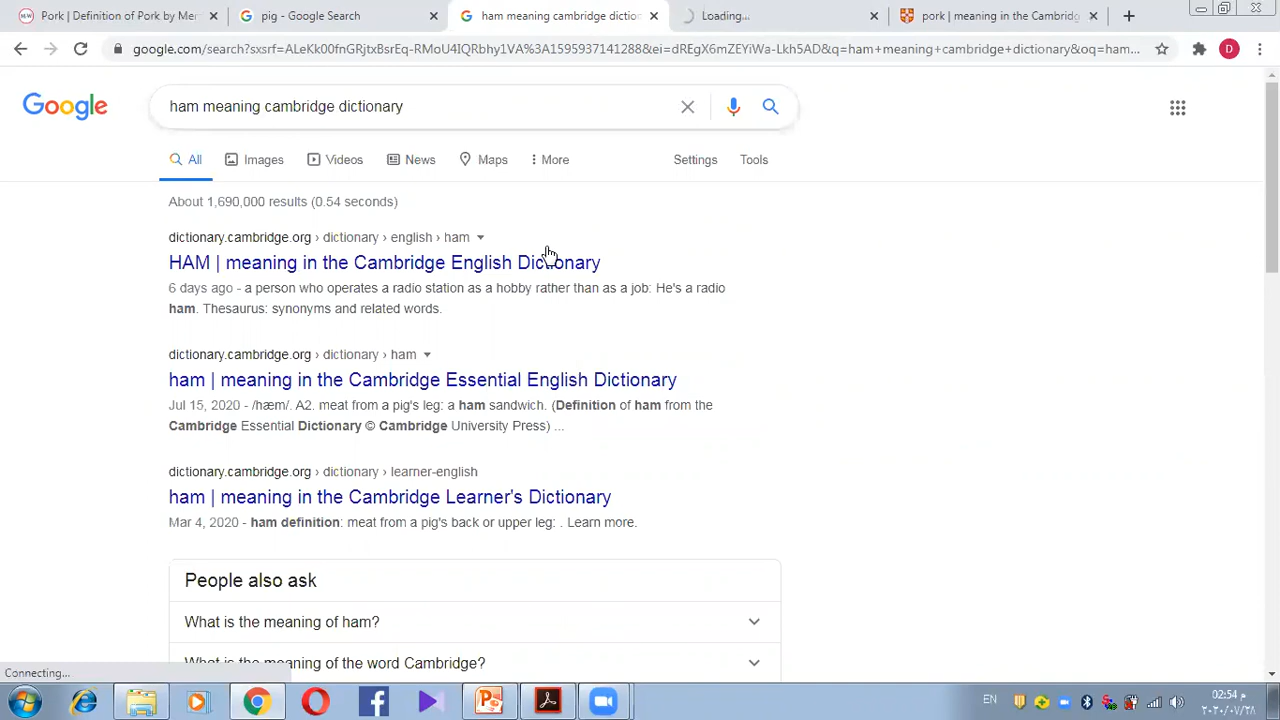 Pork | Definition of Pork by Mer
pig - Google Search
ham meaning cambridge dictio
Loading...
pork | meaning in the Cambridg
google.com/search?sxsrf=ALeKk00fnGRjtxBsrEq-RMoU4IQRbhy1VA%3A1595937141288&ei=dREgX6mZEYiWa-Lkh5AD&q=ham+meaning+cambridge+dictionary&oq=ham...
D
Google
ham meaning cambridge dictionary
All
Images
Videos
News
Maps
More
Settings
Tools
About 1,690,000 results (0.54 seconds)
dictionary.cambridge.org › dictionary › english › ham
HAM | meaning in the Cambridge English Dictionary
6 days ago - a person who operates a radio station as a hobby rather than as a job: He's a radio
ham. Thesaurus: synonyms and related words.
dictionary.cambridge.org › dictionary › ham
ham | meaning in the Cambridge Essential English Dictionary
Jul 15, 2020 - /hæm/. A2. meat from a pig's leg: a ham sandwich. (Definition of ham from the
Cambridge Essential Dictionary © Cambridge University Press) ...
dictionary.cambridge.org › dictionary › learner-english
ham | meaning in the Cambridge Learner's Dictionary
Mar 4, 2020 - ham definition: meat from a pig's back or upper leg: . Learn more.
People also ask
What is the meaning of ham?
What is the meaning of the word Cambridge?
Connecting...
EN
02:54 م
٢٠٢٠/٠٧/٢٨